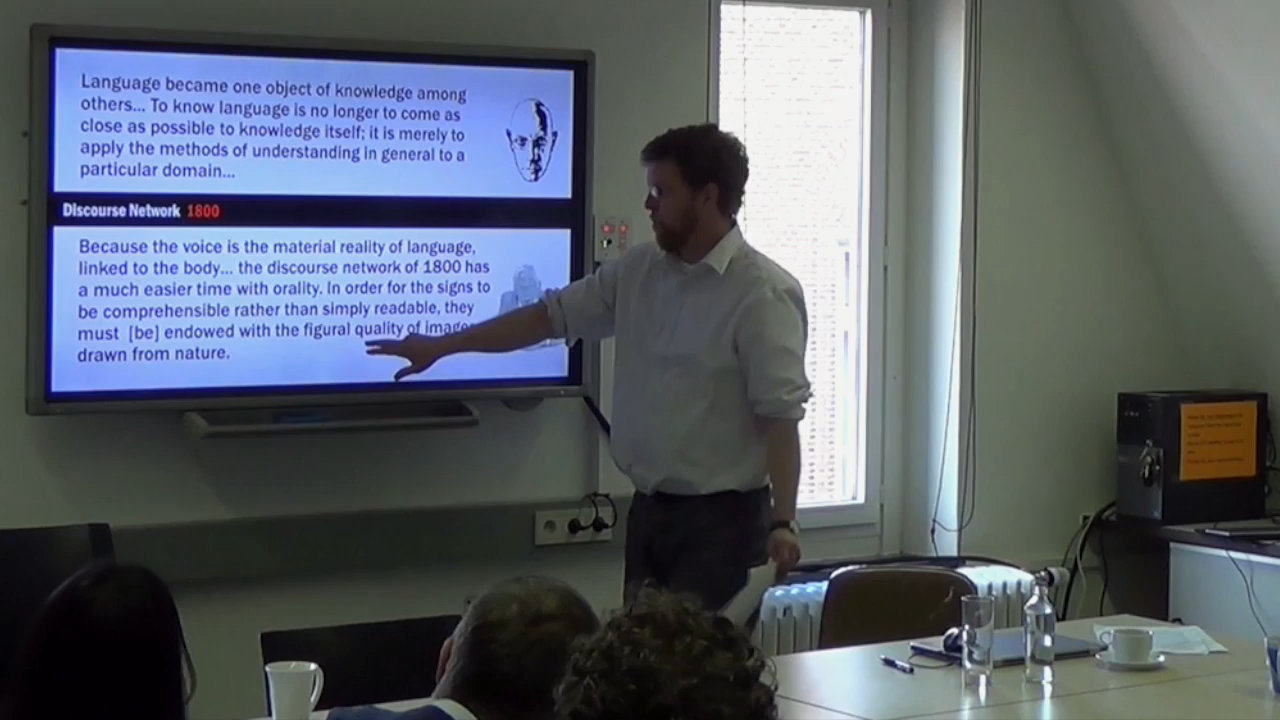 Language became one object of knowledge among
others... To know language is no longer to come as
close as possible to knowledge itself; it is merely to
apply the methods of understanding in general to a
particular domain...
Discourse Network 1800
Because the voice is the material reality of language,
linked to the body... the discourse network of 1800 has
a much easier time with orality. In order for the signs to
be comprehensible rather than simply readable, they
must [be] endowed with the figural quality of
drawn from nature.